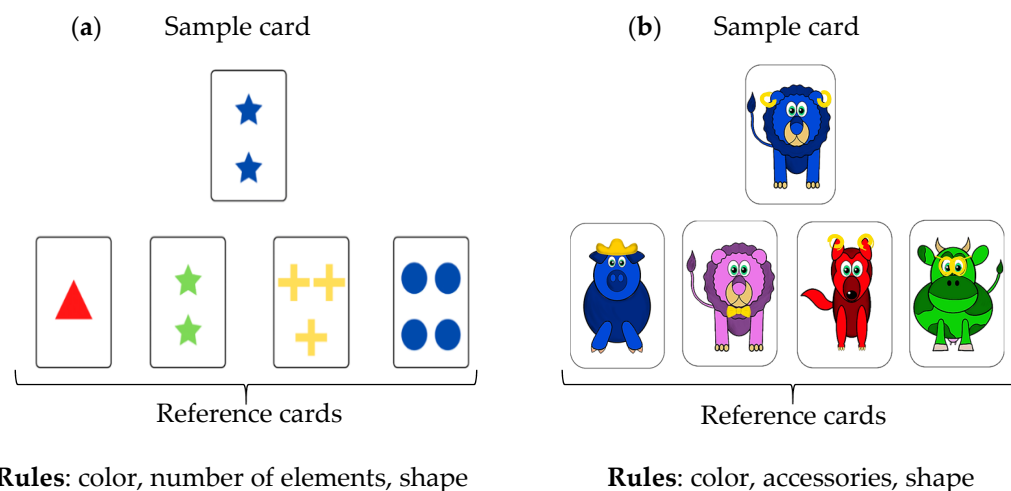 (a) Sample card
(b) Sample card
Reference cards
Reference cards
Rules: color, number of elements, shape
Rules: color, accessories, shape